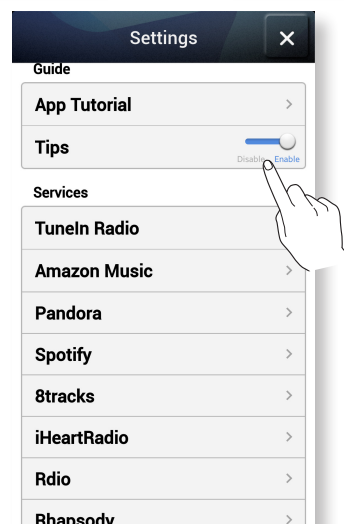 Settings
Guide
App Tutorial
Tips
Disable Enable
Services
TuneIn Radio
Amazon Music
Pandora
Spotify
8tracks
iHeartRadio
Rdio
Rhapsody